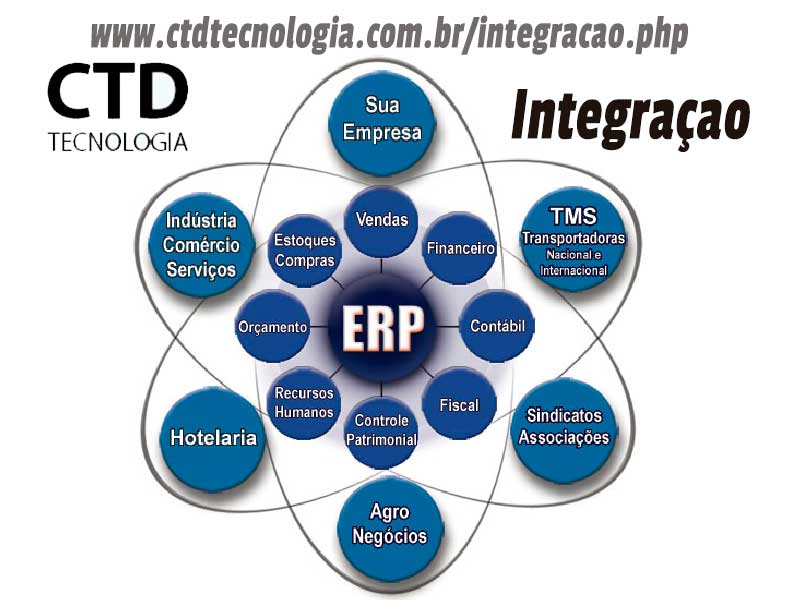 www.ctdtecnologia.com.br/integracao.php
CTD
TECNOLOGIA
Integraçao
Sua
Empresa
Indústria
Comércio
Serviços
TMS
Transportadoras
Nacional e
Internacional
Vendas
Estoques
Compras
Financeiro
Orçamento
ERP
Contábil
Recursos
Humanos
Controle
Patrimonial
Fiscal
Hotelaria
Sindicatos
Associações
Agro
Negócios